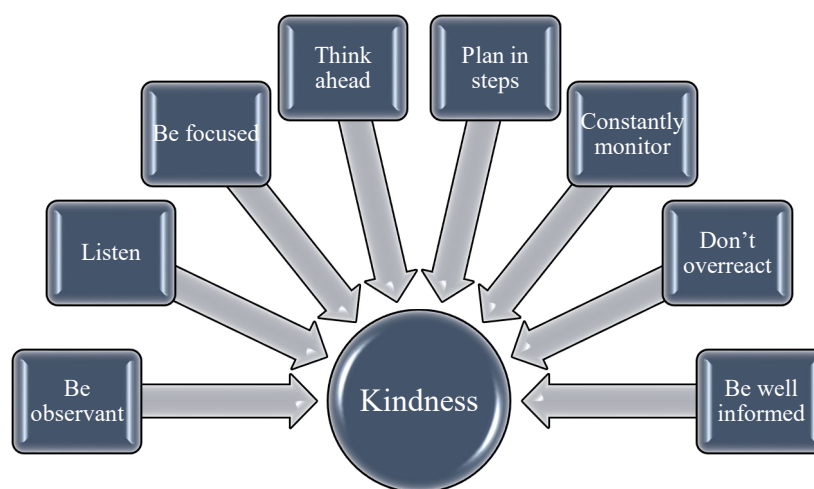 Think
ahead
Plan in
steps
Be focused
Constantly
monitor
Listen
Don’t
overreact
Be
observant
Kindness
Be well
informed